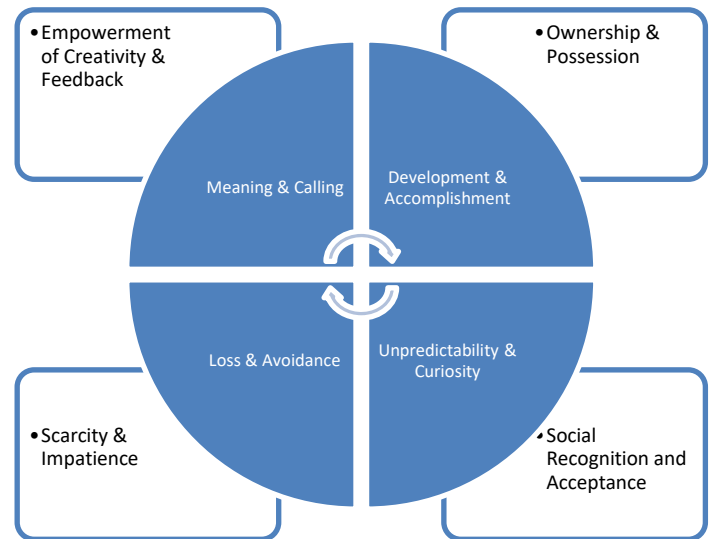 •Empowerment
of Creativity &
Feedback
•Ownership &
Possession
Meaning & Calling
Development &
Accomplishment
Loss & Avoidance
Unpredictability &
Curiosity
•Scarcity &
Impatience
•Social
Recognition and
Acceptance